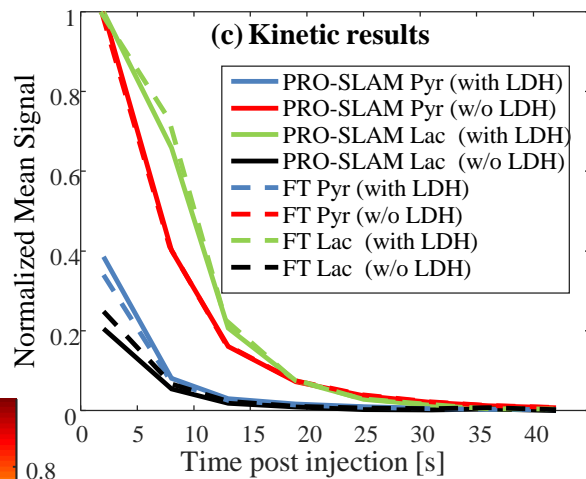 (c) Kinetic results
PRO-SLAM Pyr (with LDH)
PRO-SLAM Pyr (w/o LDH)
PRO-SLAM Lac (with LDH)
PRO-SLAM Lac (w/o LDH)
FT Pyr (with LDH)
FT Pyr (w/o LDH)
FT Lac (with LDH)
FT Lac (w/o LDH)
Normalized Mean Signal
1
0.8
0.6
0.4
0.2
0
0 5 10 15 20 25 30 35 40
Time post injection [s]
0.8